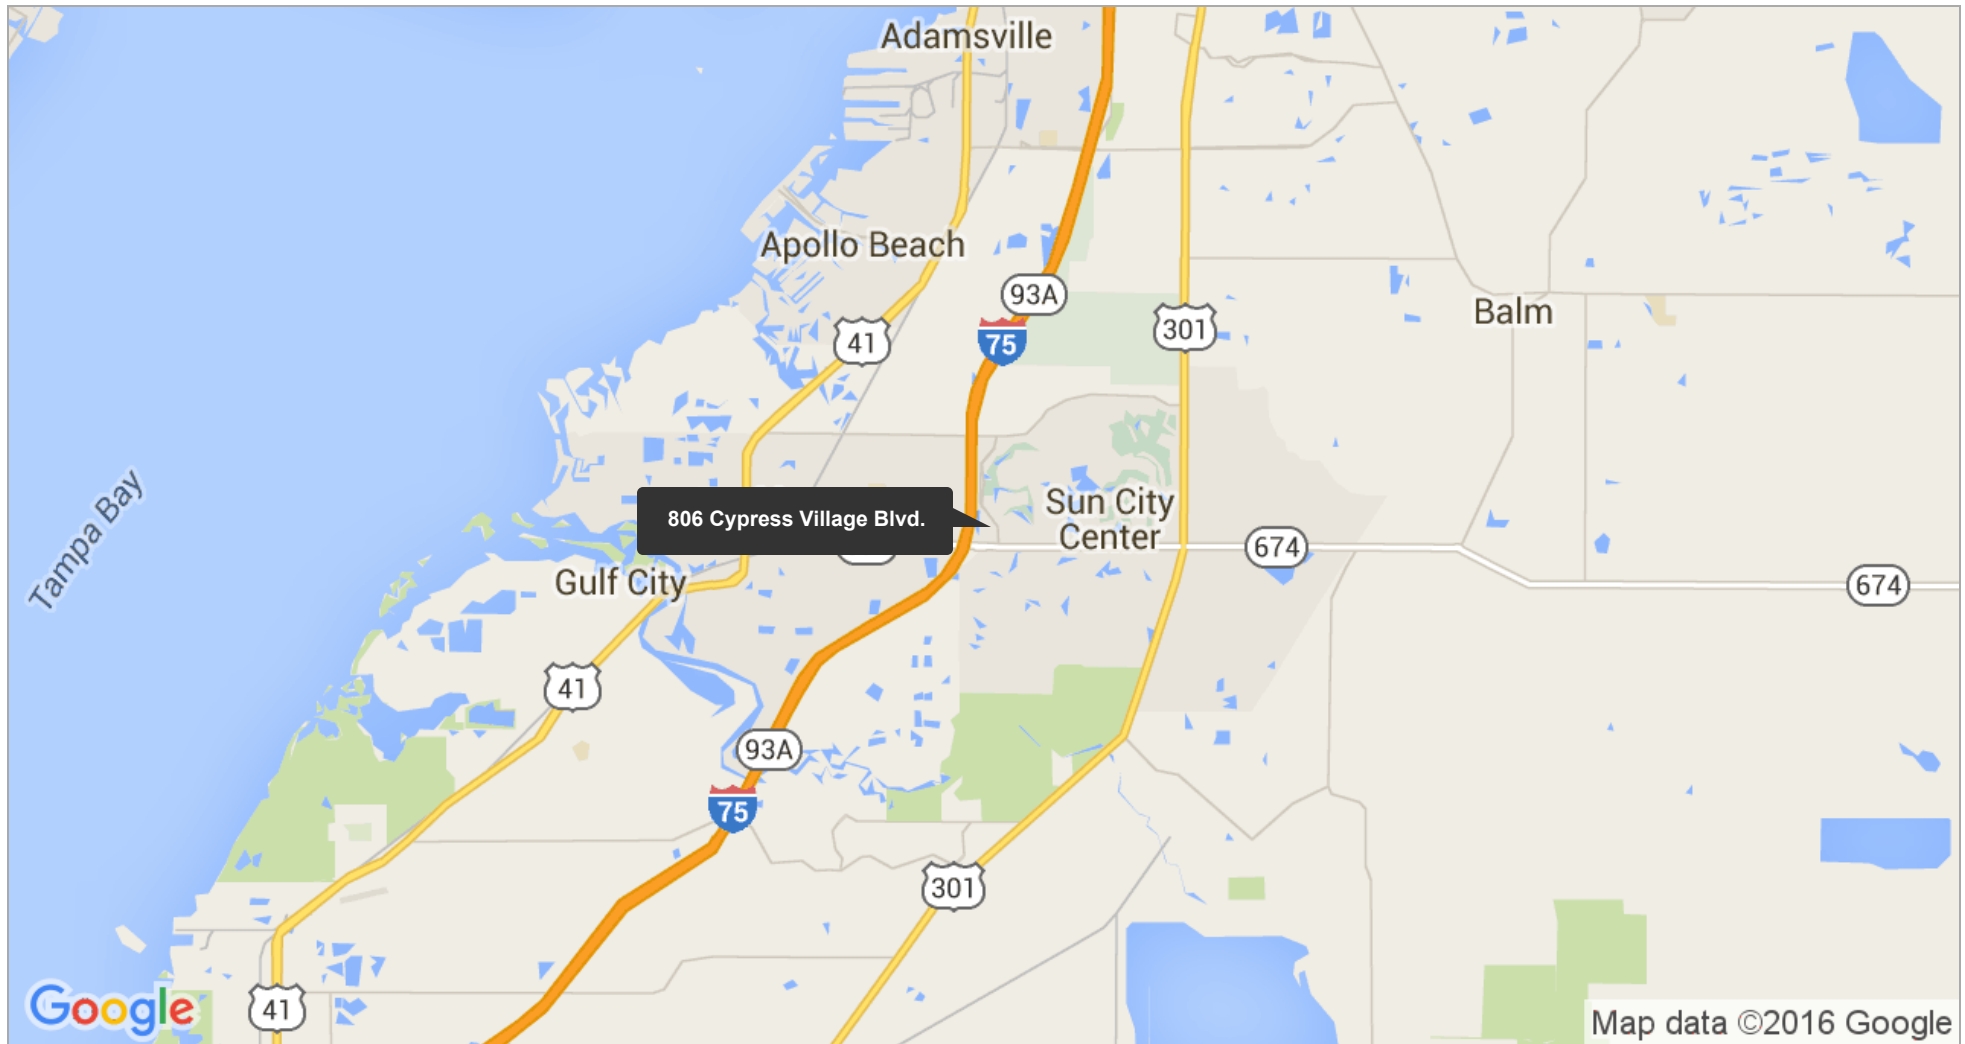 Adamsville
Apollo Beach
93A
41
75
301
Balm
Tampa Bay
806 Cypress Village Blvd.
Sun City
Center
674
674
Gulf City
41
93A
75
301
41
Google
Map data ©2016 Google